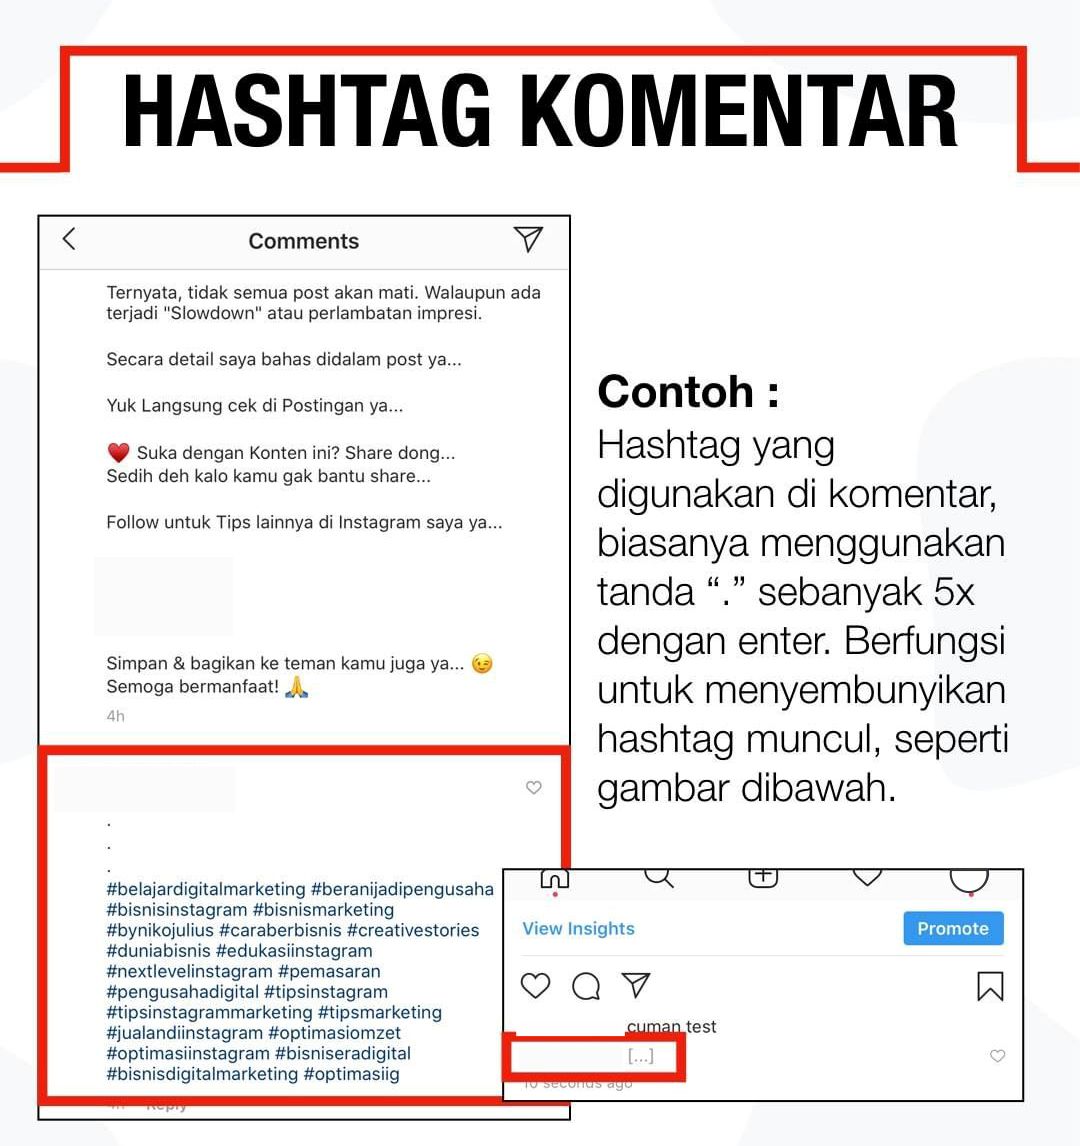 HASHTAG KOMENTAR
Comments
Ternyata, tidak semua post akan mati. Walaupun ada
terjadi "Slowdown" atau perlambatan impresi.
Secara detail saya bahas didalam post ya...
Yuk Langsung cek di Postingan ya...
♥️ Suka dengan Konten ini? Share dong...
Sedih deh kalo kamu gak bantu share...
Follow untuk Tips lainnya di Instagram saya ya...
Simpan & bagikan ke teman kamu juga ya... 😉
Semoga bermanfaat! 🙏
4h
.
.
.
#belajardigitalmarketing #beranijadipengusaha
#bisnisinstagram #bisnismarketing
#bynikojulius #caraberbisnis #creativestories
#duniabisnis #edukasiinstagram
#nextlevelinstagram #pemasaran
#pengusahadigital #tipsinstagram
#tipsinstagrammarketing #tipsmarketing
#jualandiinstagram #optimasiomzet
#optimasiinstagram #bisniseradigital
#bisnisdigitalmarketing #optimasiig
4h Reply
Contoh :
Hashtag yang
digunakan di komentar,
biasanya menggunakan
tanda “.” sebanyak 5x
dengan enter. Berfungsi
untuk menyembunyikan
hashtag muncul, seperti
gambar dibawah.
View Insights
Promote
cuman test
[...]
10 seconds ago